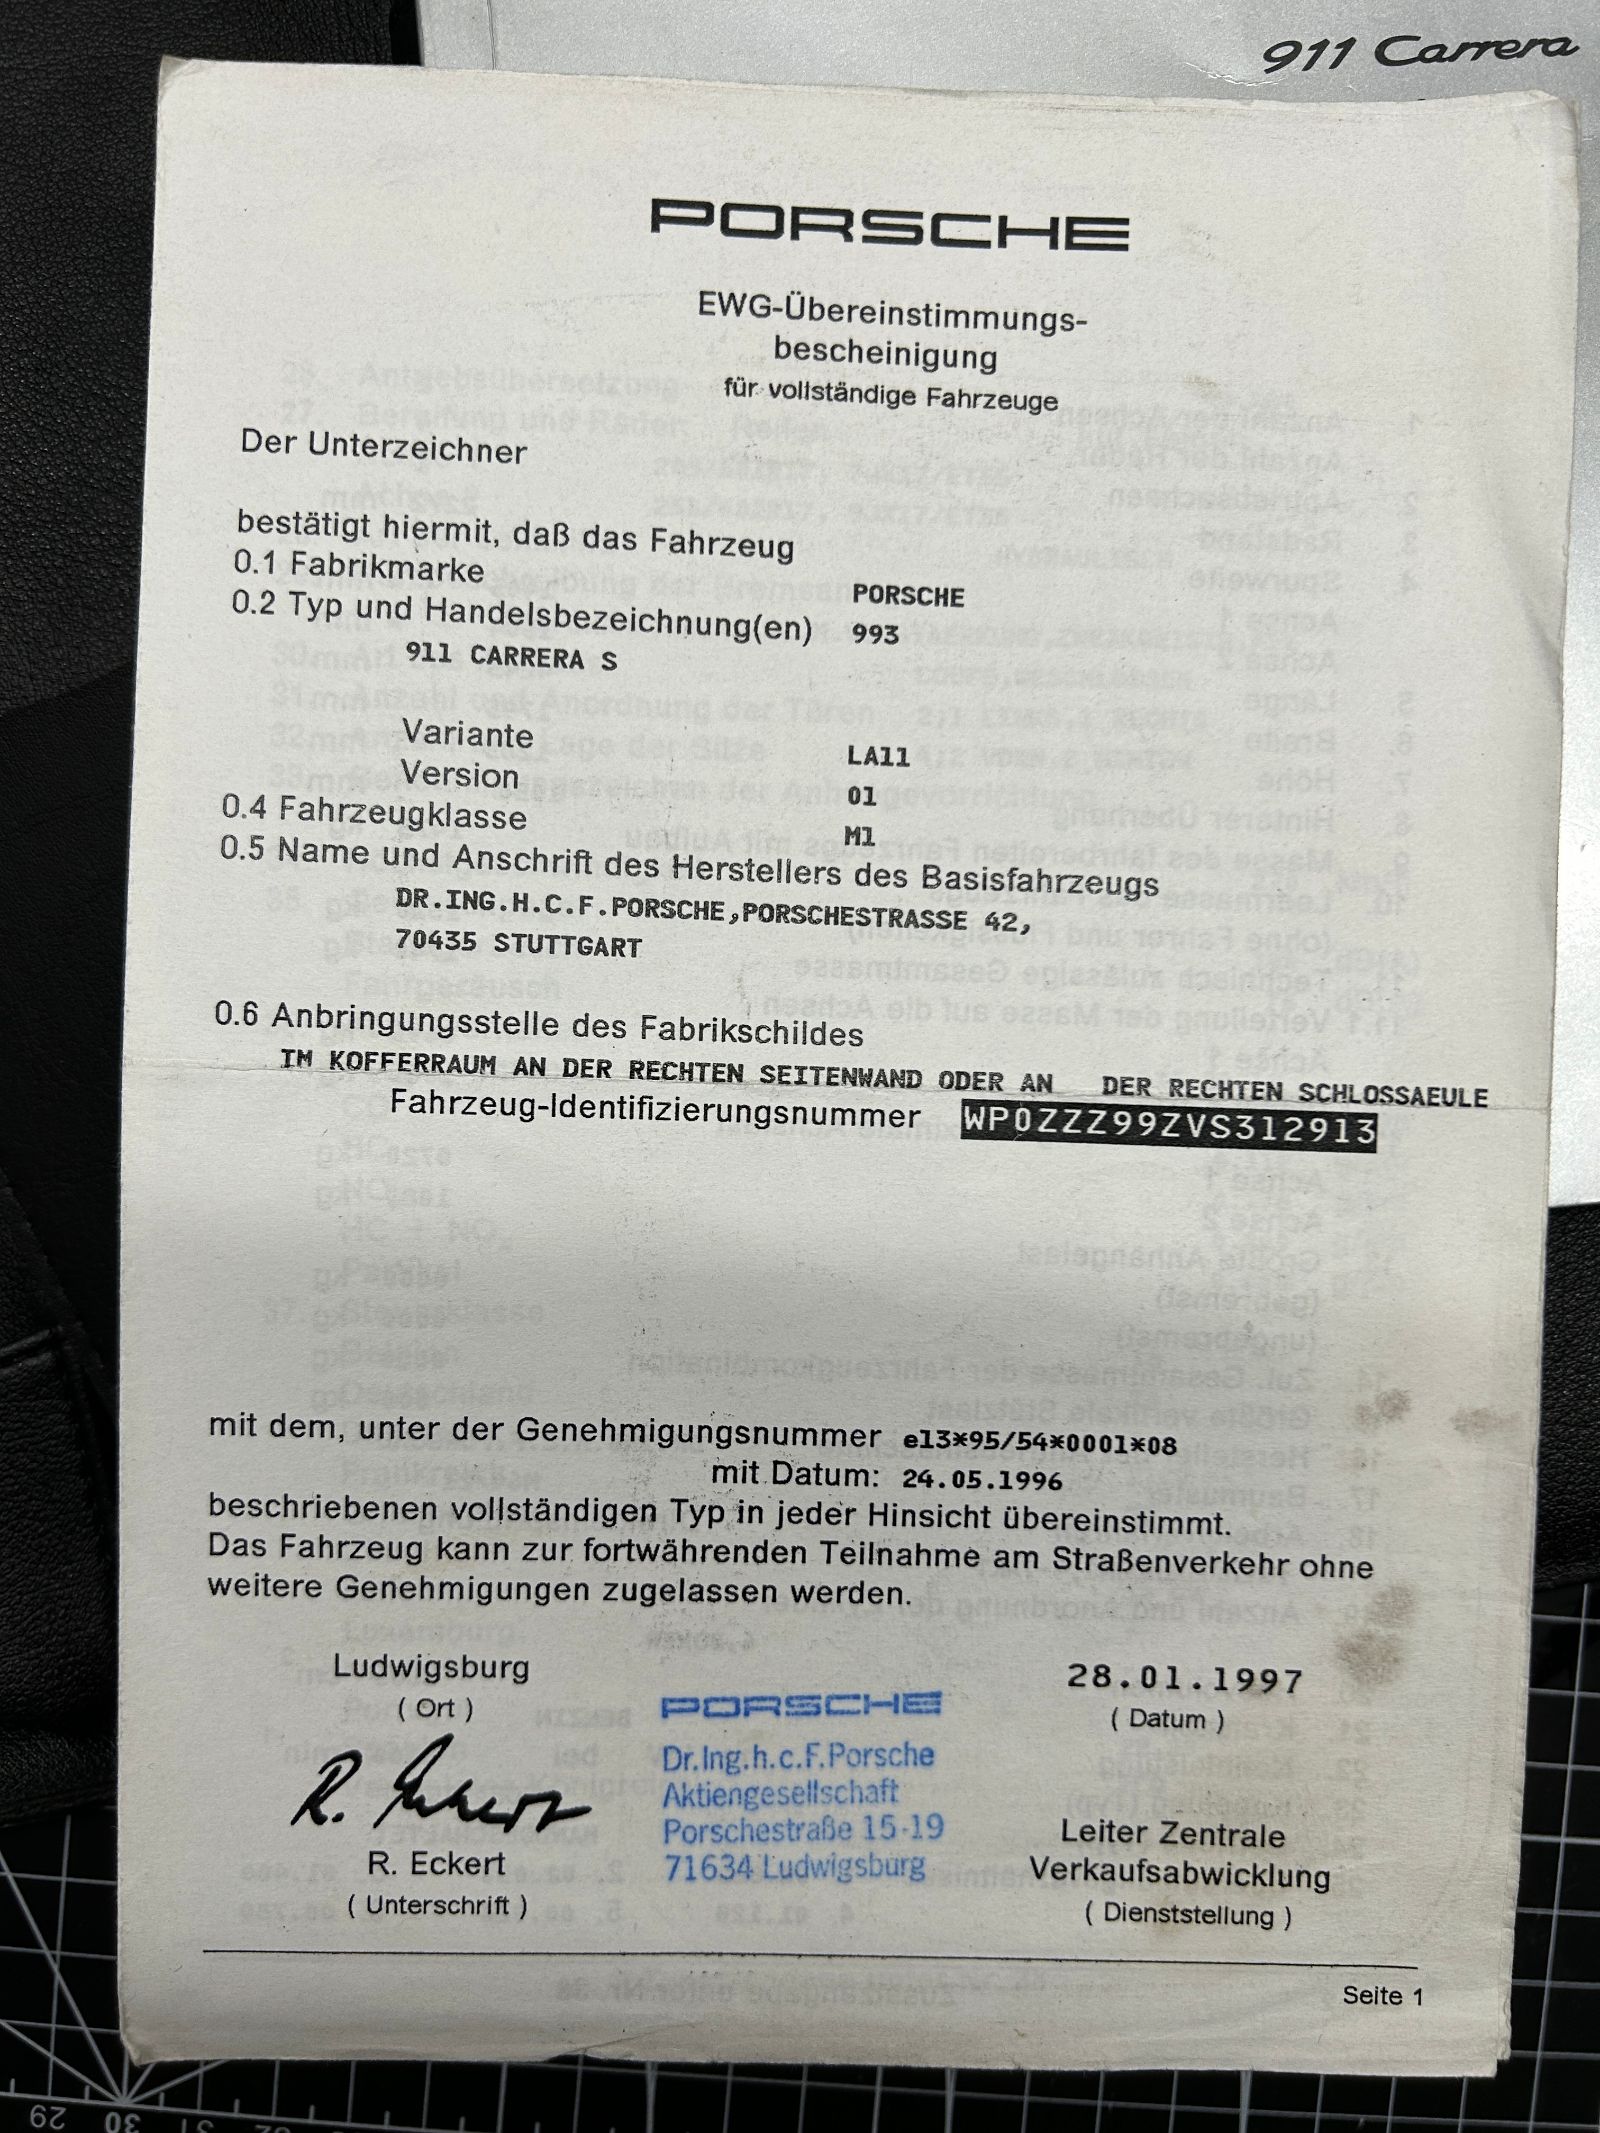 911 Carrera
PORSCHE
EWG-Übereinstimmungs-
bescheinigung
für vollständige Fahrzeuge
Der Unterzeichner
bestätigt hiermit, daß das Fahrzeug
0.1 Fabrikmarke PORSCHE
0.2 Typ und Handelsbezeichnung(en) 993
911 CARRERA S
Variante LA11
Version 01
0.4 Fahrzeugklasse M1
0.5 Name und Anschrift des Herstellers des Basisfahrzeugs
DR.ING.H.C.F.PORSCHE,PORSCHESTRASSE 42,
70435 STUTTGART
0.6 Anbringungsstelle des Fabrikschildes
IM KOFFERRAUM AN DER RECHTEN SEITENWAND ODER AN DER RECHTEN SCHLOSSAEULE
Fahrzeug-Identifizierungsnummer WP0ZZZ99ZVS312913
mit dem, unter der Genehmigungsnummer e13*95/54*0001*08
mit Datum: 24.05.1996
beschriebenen vollständigen Typ in jeder Hinsicht übereinstimmt.
Das Fahrzeug kann zur fortwährenden Teilnahme am Straßenverkehr ohne
weitere Genehmigungen zugelassen werden.
Ludwigsburg
( Ort )
28.01.1997
( Datum )
PORSCHE
Dr.Ing.h.c.F.Porsche
Aktiengesellschaft
Porschestraße 15-19
71634 Ludwigsburg
R. Eckert
R. Eckert
( Unterschrift )
Leiter Zentrale
Verkaufsabwicklung
( Dienststellung )
Seite 1
29 30 31 32